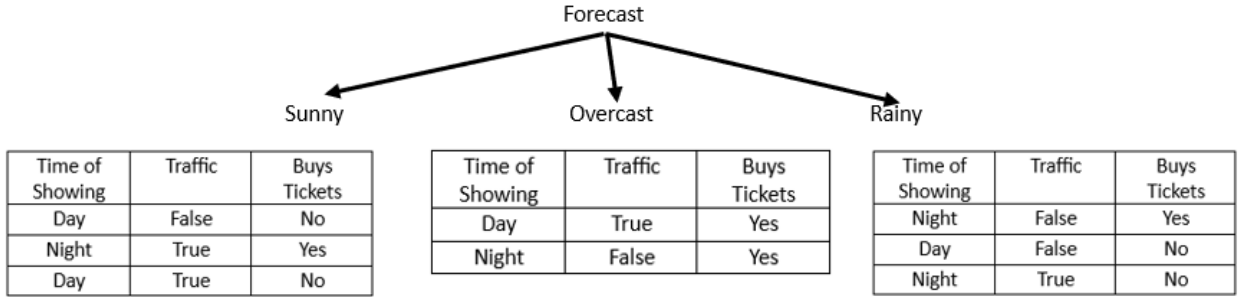 Forecast
Sunny
Overcast
Rainy
Time of Showing Traffic Buys Tickets
Day False No
Night True Yes
Day True No
Time of Showing Traffic Buys Tickets
Day True Yes
Night False Yes
Time of Showing Traffic Buys Tickets
Night False Yes
Day False No
Night True No